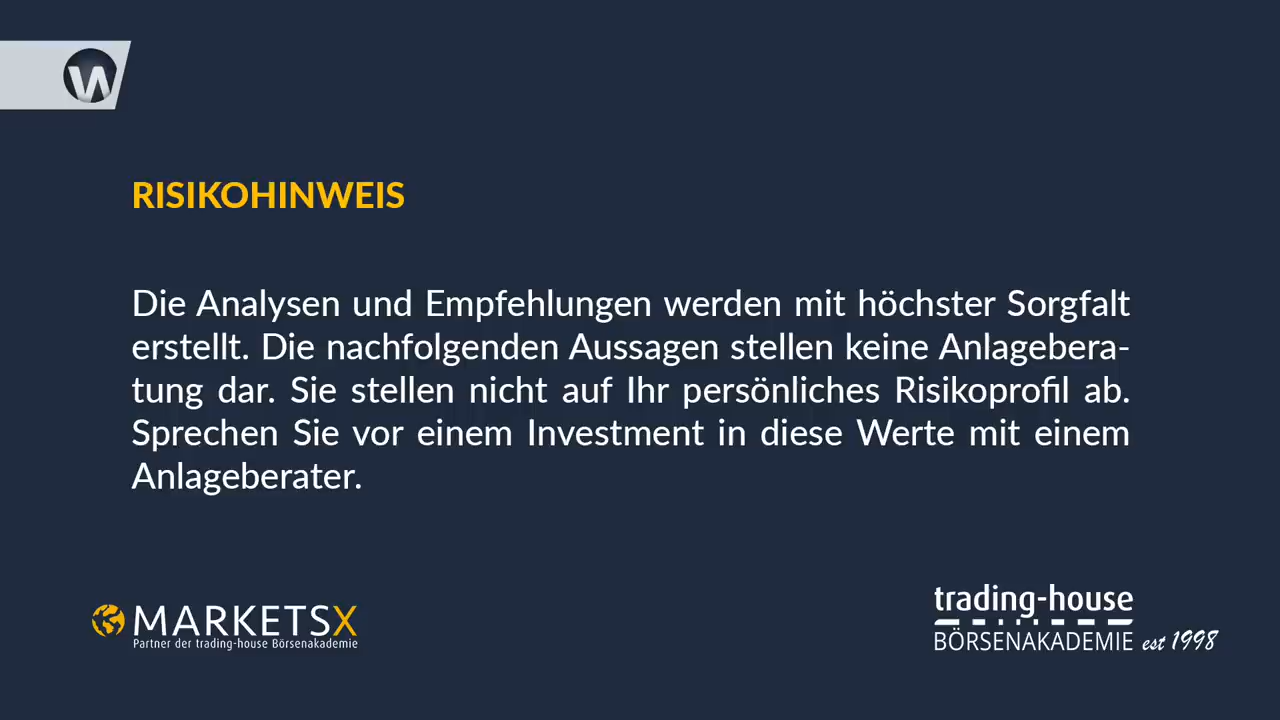 W
RISIKOHINWEIS
Die Analysen und Empfehlungen werden mit höchster Sorgfalt
erstellt. Die nachfolgenden Aussagen stellen keine Anlagebera-
tung dar. Sie stellen nicht auf Ihr persönliches Risikoprofil ab.
Sprechen Sie vor einem Investment in diese Werte mit einem
Anlageberater.
MARKETSX
Partner der trading-house Börsenakademie
trading-house
BÖRSENAKADEMIE est 1998